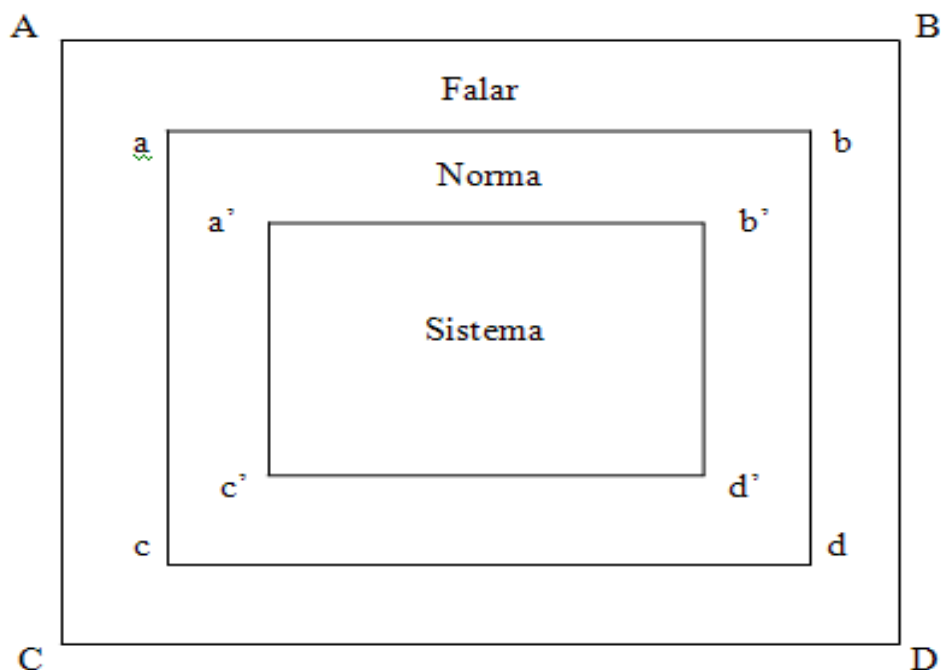 A B
Falar
a b
Norma
a’ b’
Sistema
c’ d’
c d
C D